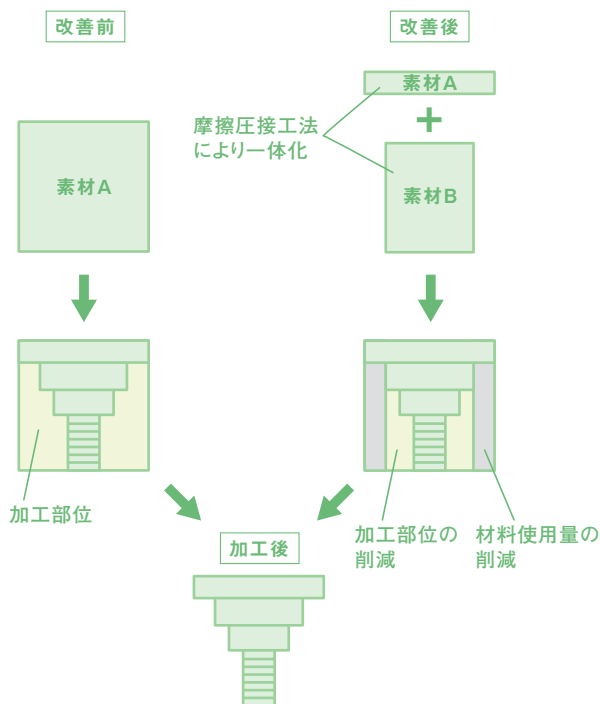 改善前
改善後
素材A
+
摩擦圧接工法
により一体化
素材A
素材B
加工部位
加工部位の
削減
材料使用量の
削減
加工後